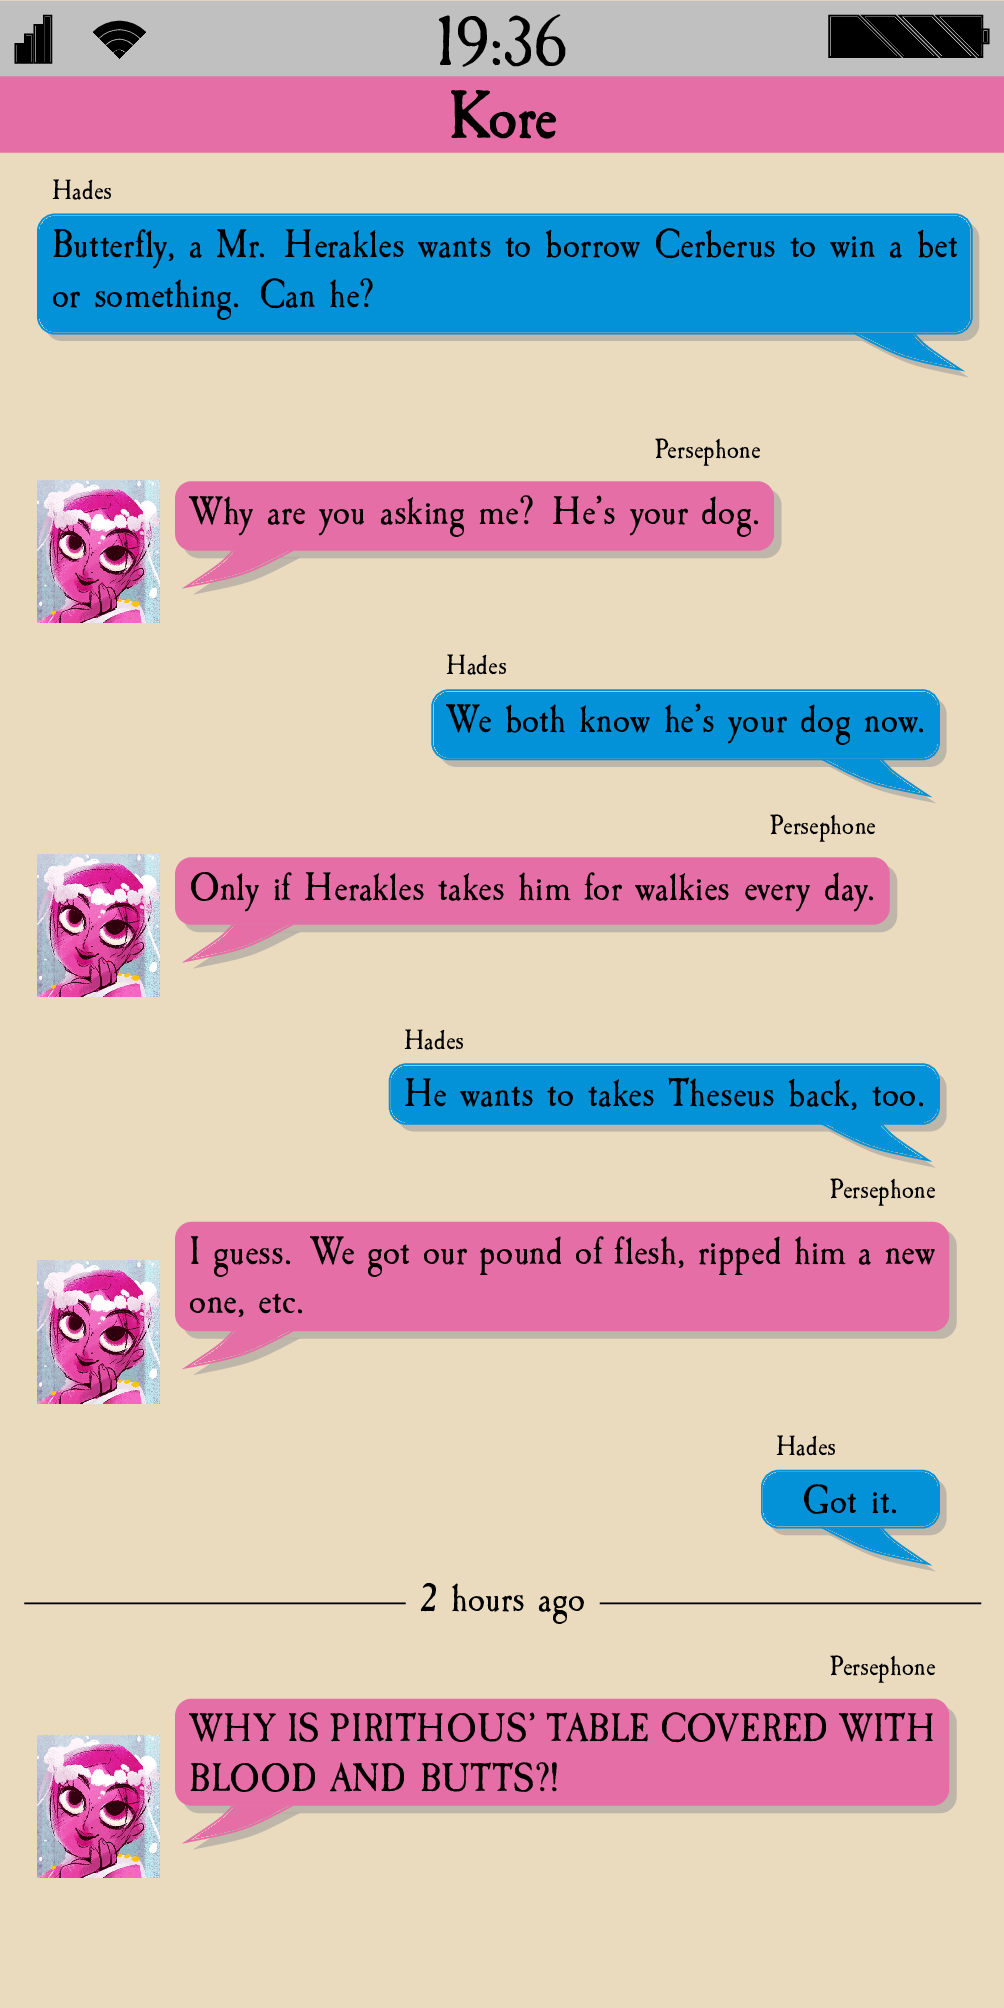 19:36
Kore
Hades
Butterfly, a Mr. Herakles wants to borrow Cerberus to win a bet
or something. Can he?
Persephone
Why are you asking me? He's your dog.
Hades
We both know he's your dog now.
Persephone
Only if Herakles takes him for walkies every day.
Hades
He wants to takes Theseus back, too.
Persephone
I guess. We got our pound of flesh, ripped him a new
one, etc.
Hades
Got it.
2 hours ago
Persephone
WHY IS PIRITHOUS' TABLE COVERED WITH
BLOOD AND BUTTS?!